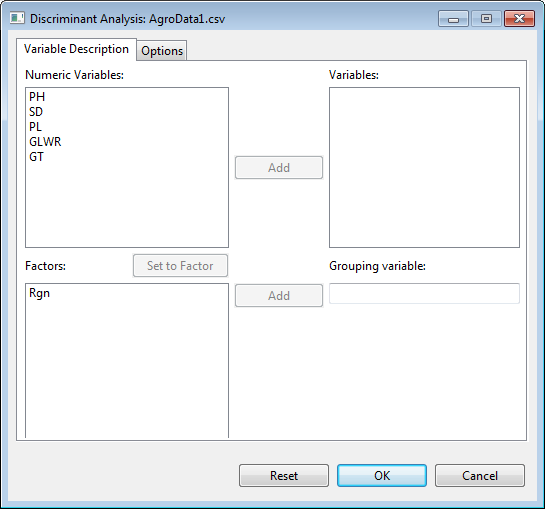 Discriminant Analysis: AgroData1.csv
Variable Description Options
Numeric Variables: Variables:
PH
SD
PL
GLWR
GT
Add
Factors: Set to Factor Grouping variable:
Rgn Add
Reset OK Cancel